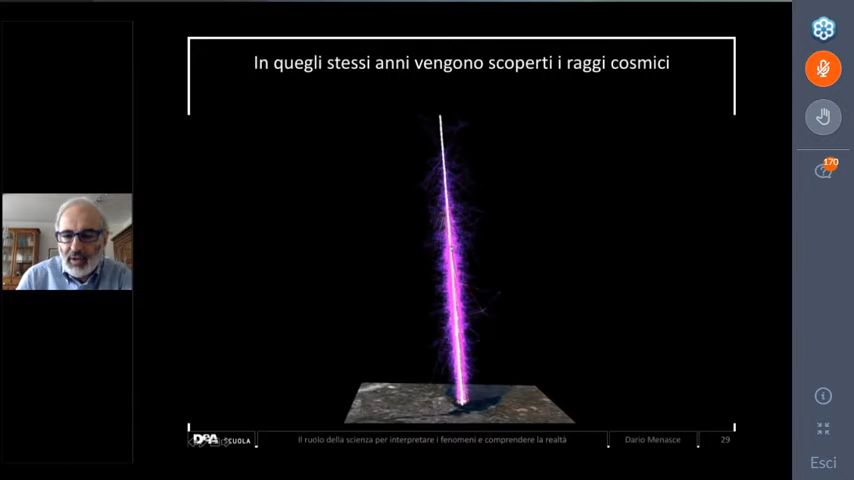 In quegli stessi anni vengono scoperti i raggi cosmici
170
DeA SCUOLA
Il ruolo della scienza per interpretare i fenomeni e comprendere la realtà
Dario Menasce
29
Esci